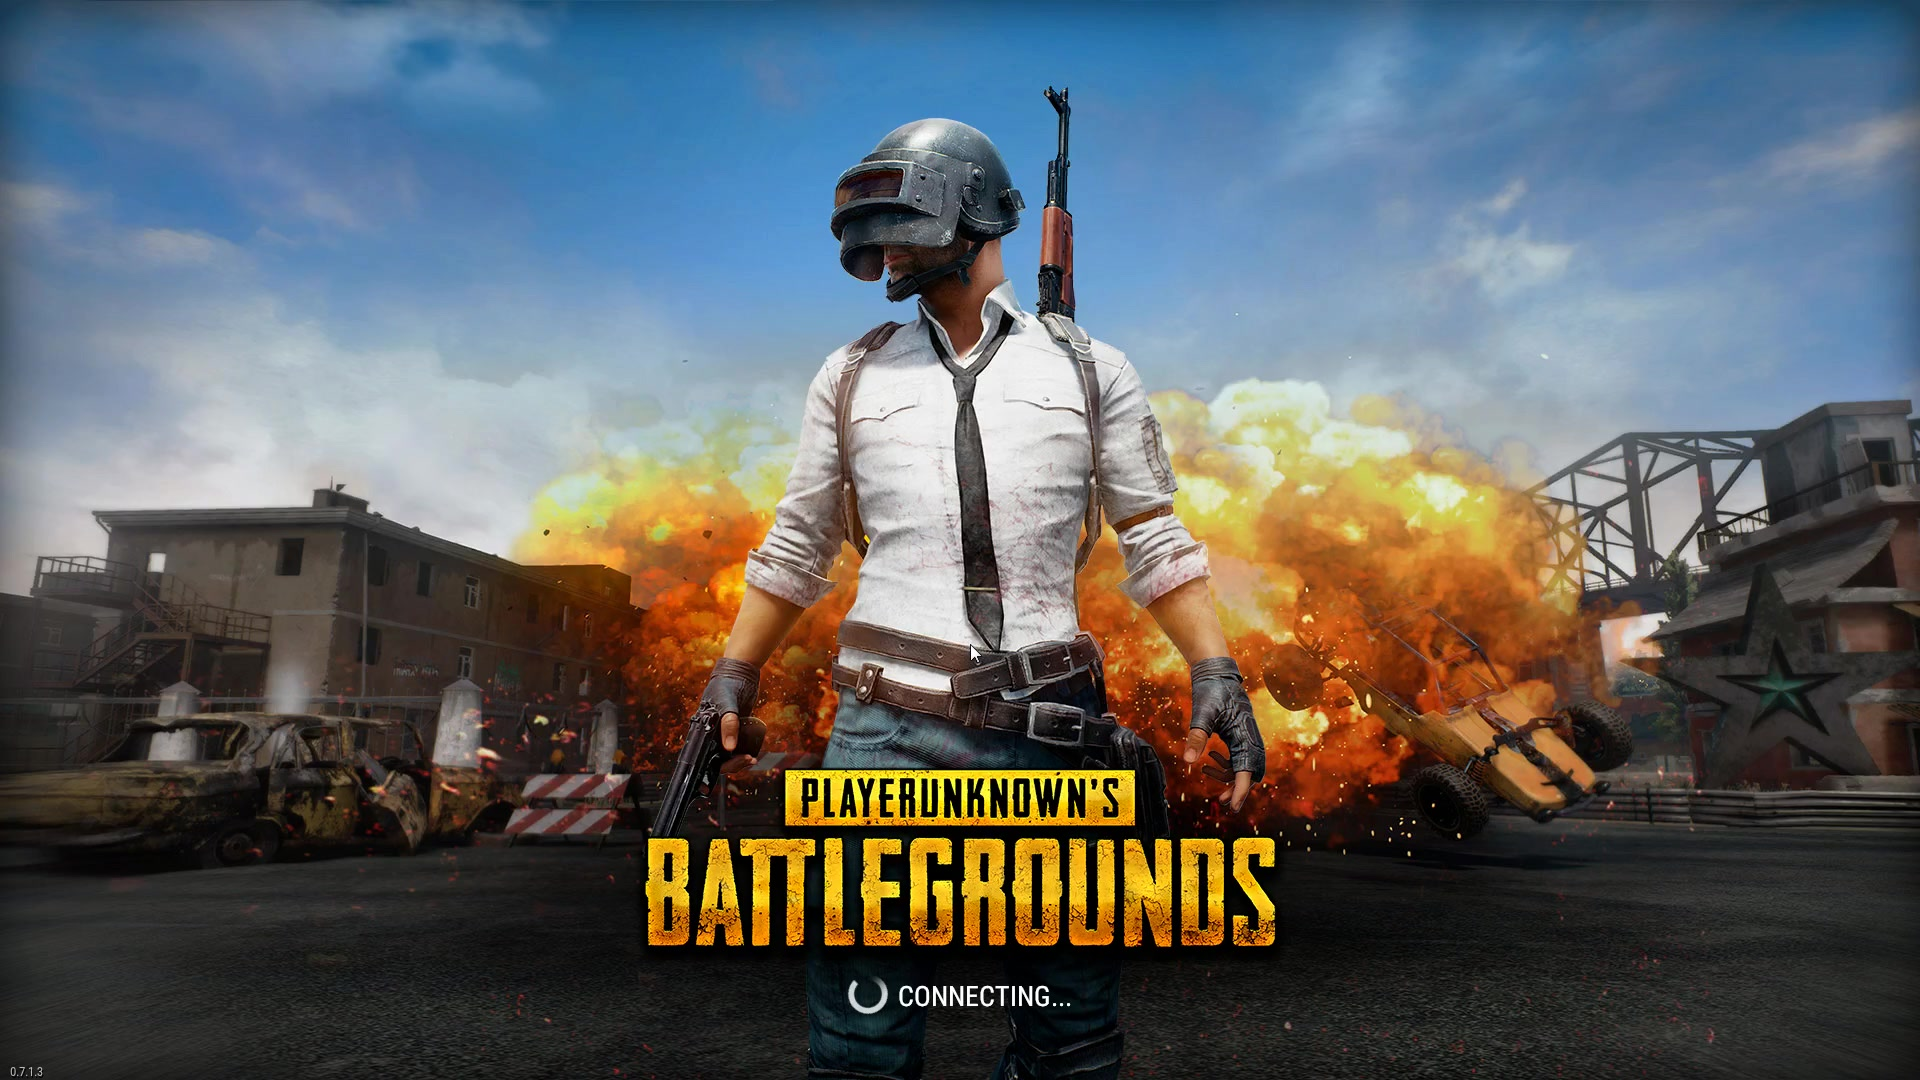 PLAYERUNKNOWN'S
BATTLEGROUNDS
CONNECTING...
0.7.1.3